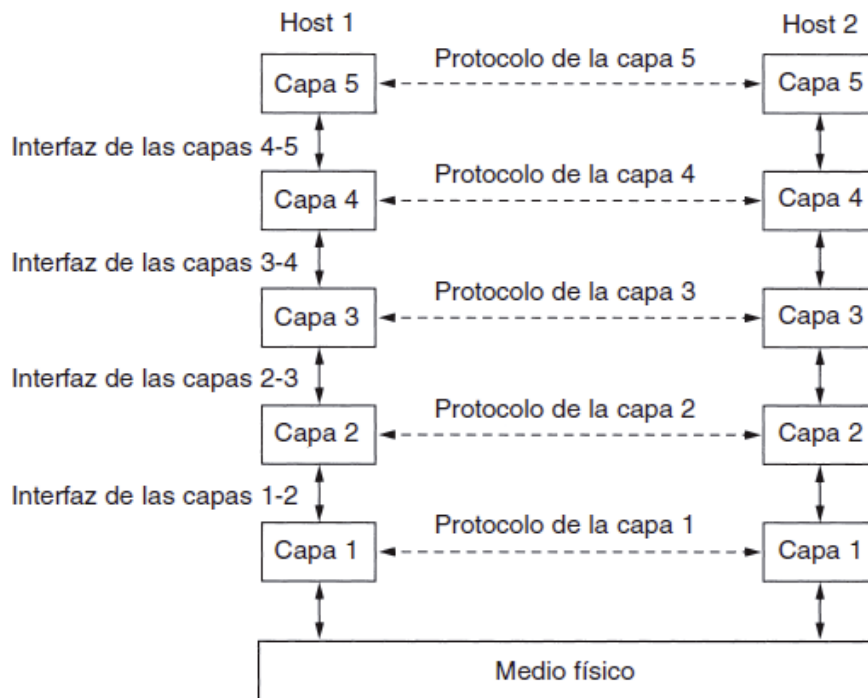 Host 1
Host 2
Protocolo de la capa 5
Capa 5
Capa 5
Interfaz de las capas 4-5
Protocolo de la capa 4
Capa 4
Capa 4
Interfaz de las capas 3-4
Protocolo de la capa 3
Capa 3
Capa 3
Interfaz de las capas 2-3
Protocolo de la capa 2
Capa 2
Capa 2
Interfaz de las capas 1-2
Protocolo de la capa 1
Capa 1
Capa 1
Medio físico